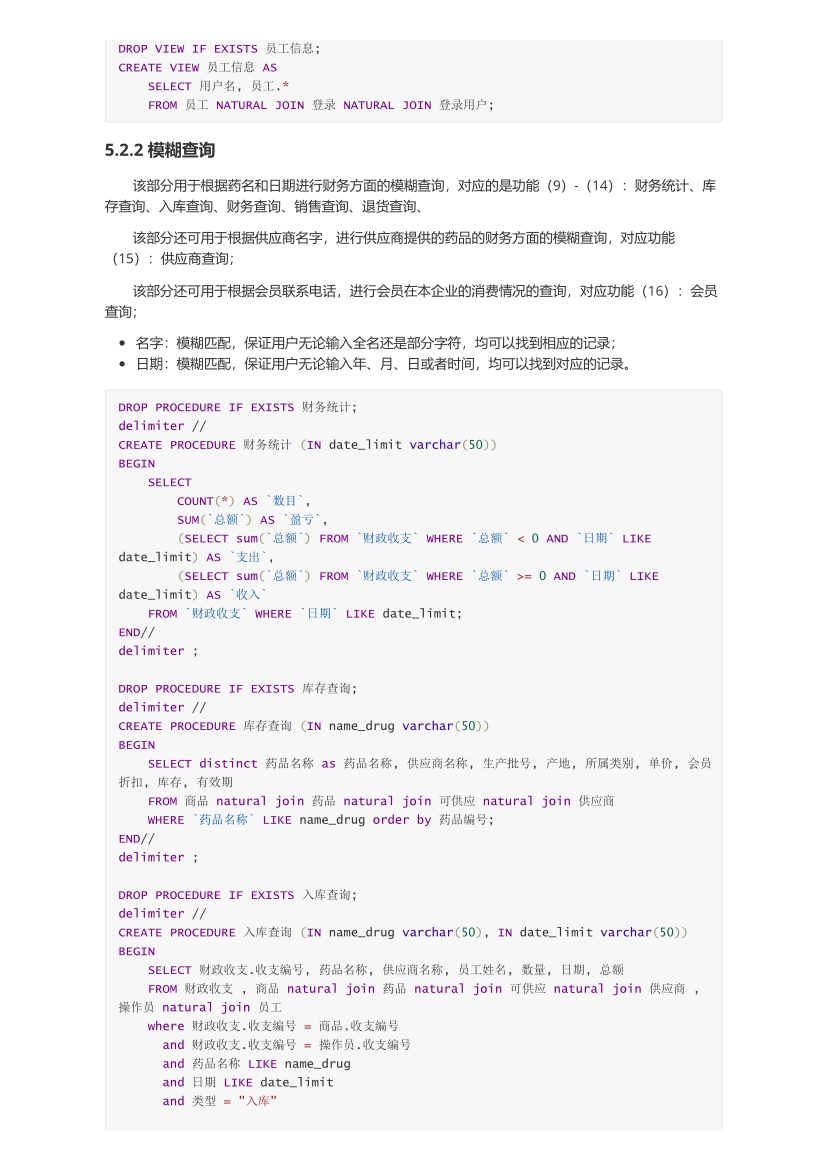 DROP VIEW IF EXISTS 员工信息;
CREATE VIEW 员工信息 AS
    SELECT 用户名, 员工.*
    FROM 员工 NATURAL JOIN 登录 NATURAL JOIN 登录用户;
5.2.2 模糊查询
该部分用于根据药名和日期进行财务方面的模糊查询，对应的是功能（9）-（14）：财务统计、库
存查询、入库查询、财务查询、销售查询、退货查询、
该部分还可用于根据供应商名字，进行供应商提供的药品的财务方面的模糊查询，对应功能
（15）：供应商查询；
该部分还可用于根据会员联系电话，进行会员在本企业的消费情况的查询，对应功能（16）：会员
查询；
• 名字：模糊匹配，保证用户无论输入全名还是部分字符，均可以找到相应的记录；
• 日期：模糊匹配，保证用户无论输入年、月、日或者时间，均可以找到对应的记录。
DROP PROCEDURE IF EXISTS 财务统计;
delimiter //
CREATE PROCEDURE 财务统计 (IN date_limit varchar(50))
BEGIN
    SELECT
        COUNT(*) AS `数目`,
        SUM(`总额`) AS `盈亏`,
        (SELECT sum(`总额`) FROM `财政收支` WHERE `总额` < 0 AND `日期` LIKE
date_limit) AS `支出`,
        (SELECT sum(`总额`) FROM `财政收支` WHERE `总额` >= 0 AND `日期` LIKE
date_limit) AS `收入`
    FROM `财政收支` WHERE `日期` LIKE date_limit;
END//
delimiter ;
DROP PROCEDURE IF EXISTS 库存查询;
delimiter //
CREATE PROCEDURE 库存查询 (IN name_drug varchar(50))
BEGIN
    SELECT distinct 药品名称 as 药品名称, 供应商名称, 生产批号, 产地, 所属类别, 单价, 会员
折扣, 库存, 有效期
    FROM 商品 natural join 药品 natural join 可供应 natural join 供应商
    WHERE `药品名称` LIKE name_drug order by 药品编号;
END//
delimiter ;
DROP PROCEDURE IF EXISTS 入库查询;
delimiter //
CREATE PROCEDURE 入库查询 (IN name_drug varchar(50), IN date_limit varchar(50))
BEGIN
    SELECT 财政收支.收支编号, 药品名称, 供应商名称, 员工姓名, 数量, 日期, 总额
    FROM 财政收支 , 商品 natural join 药品 natural join 可供应 natural join 供应商 ,
操作员 natural join 员工
    where 财政收支.收支编号 = 商品.收支编号
      and 财政收支.收支编号 = 操作员.收支编号
      and 药品名称 LIKE name_drug
      and 日期 LIKE date_limit
      and 类型 = "入库"